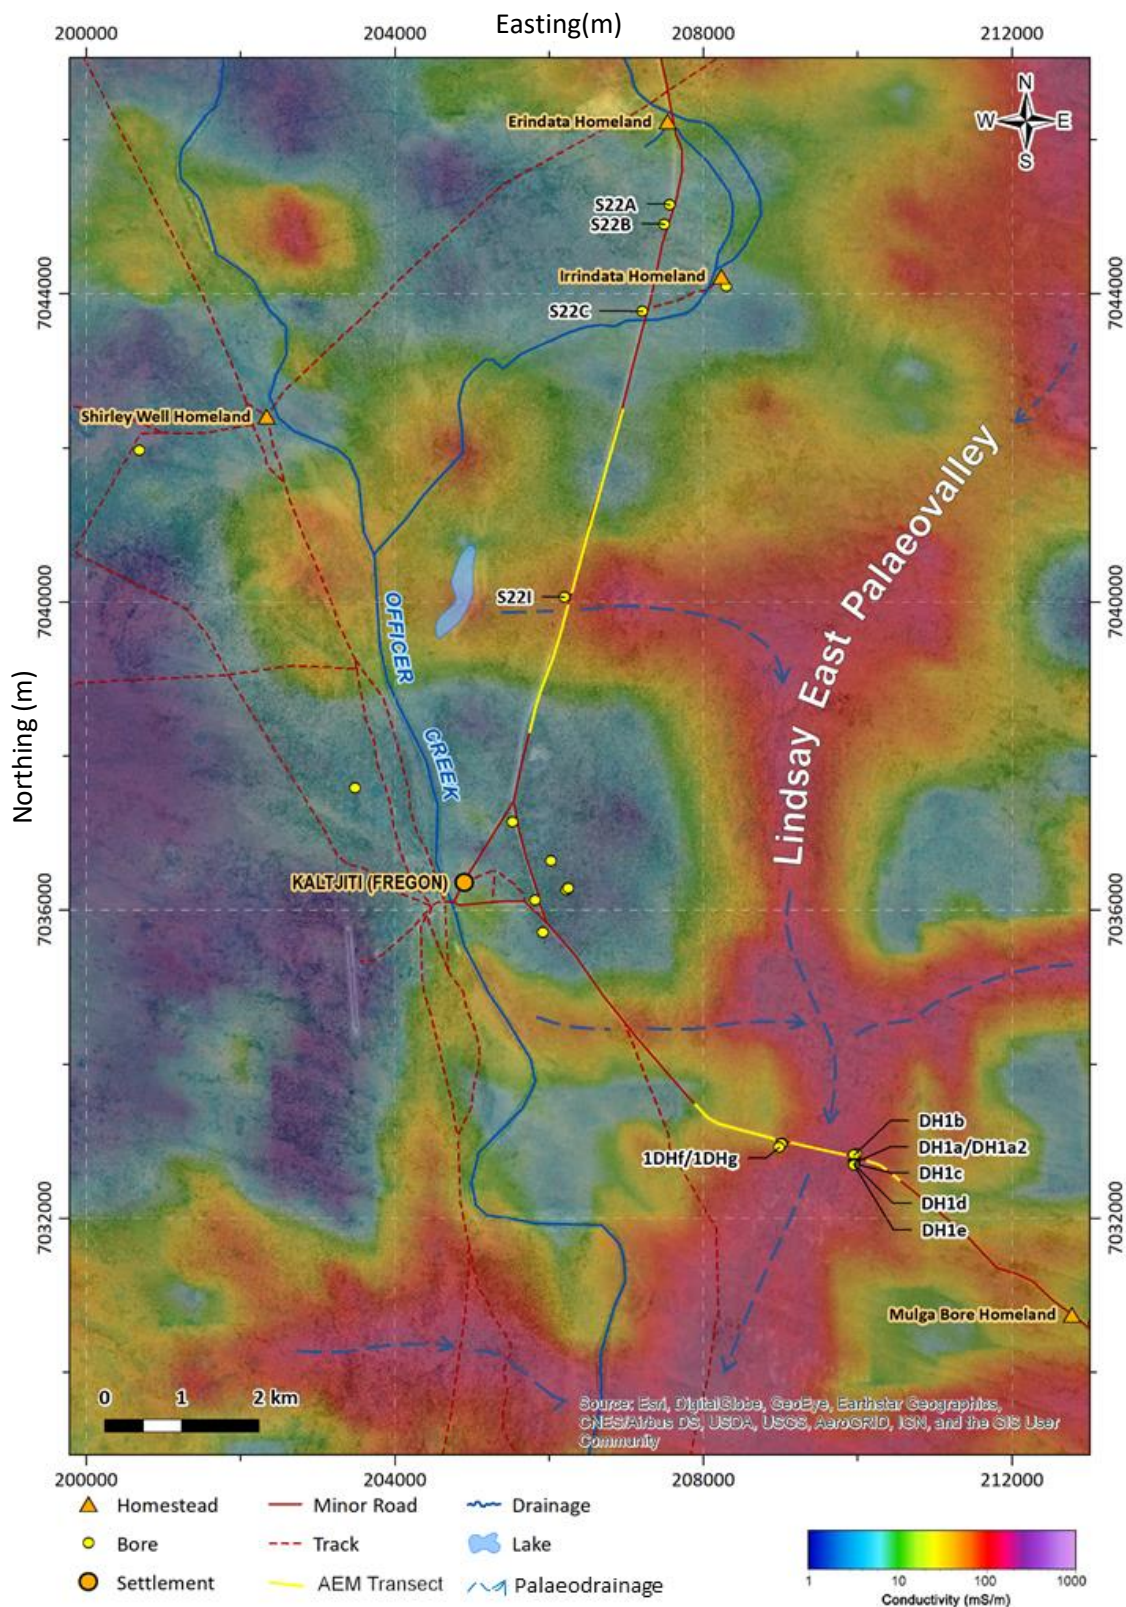 Easting(m)
200000
204000
208000
212000
N
W
E
S
Erindata Homeland
S22A
S22B
Irrindata Homeland
S22C
7044000
7044000
Shirley Well Homeland
Lindsay East Palaeovalley
S22I
7040000
7040000
OFFICER
CREEK
Northing (m)
KALTJITI (FREGON)
7036000
7036000
DH1b
DH1a/DH1a2
1DHf/1DHg
DH1c
DH1d
DH1e
7032000
7032000
Mulga Bore Homeland
0 1 2 km
Source: Esri, DigitalGlobe, GeoEye, Earthstar Geographics,
CNES/Airbus DS, USDA, USGS, AeroGRID, IGN, and the GIS User
Community
200000
204000
208000
212000
Homestead
Minor Road
Drainage
Bore
Track
Lake
Settlement
AEM Transect
Palaeodrainage
1 10 100 1000
Conductivity (mS/m)